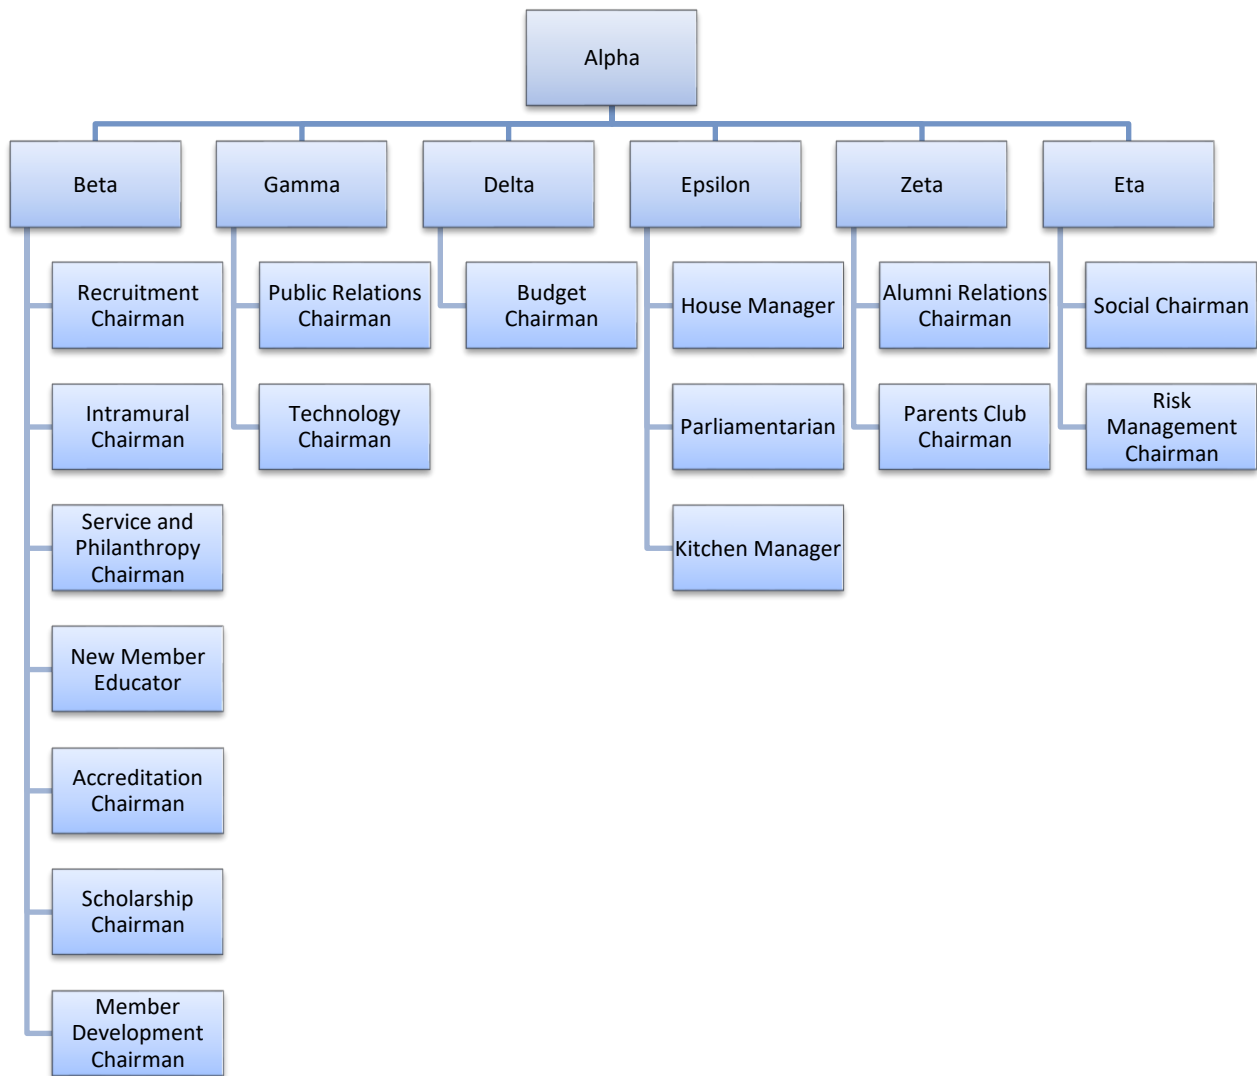 Alpha
Beta
Gamma
Delta
Epsilon
Zeta
Eta
Recruitment
Chairman
Public Relations
Chairman
Budget
Chairman
House Manager
Alumni Relations
Chairman
Social Chairman
Intramural
Chairman
Technology
Chairman
Parliamentarian
Parents Club
Chairman
Risk
Management
Chairman
Service and
Philanthropy
Chairman
Kitchen Manager
New Member
Educator
Accreditation
Chairman
Scholarship
Chairman
Member
Development
Chairman